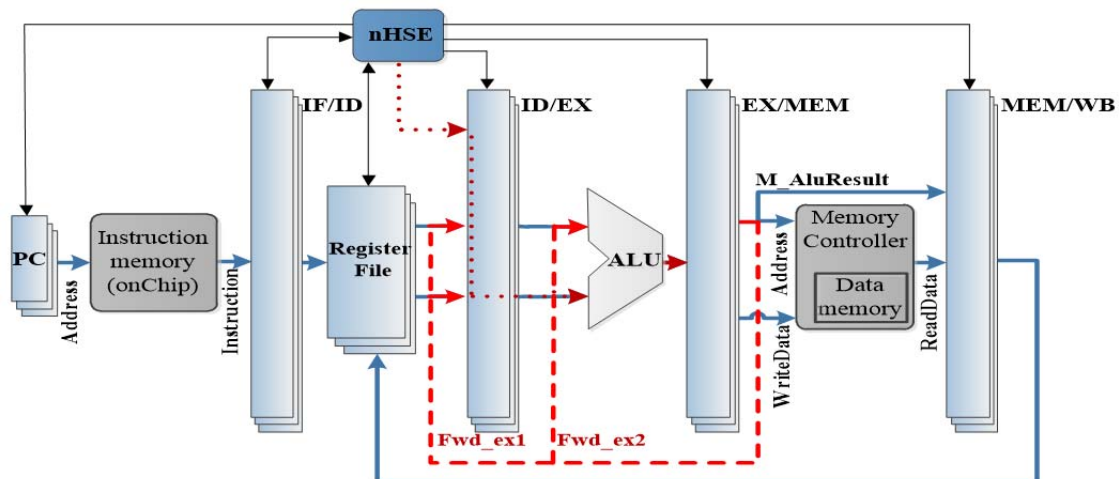 nHSE
IF/ID
ID/EX
EX/MEM
MEM/WB
M_AluResult
PC
Address
Instruction
memory
(onChip)
Instruction
Register
File
ALU
Address
WriteData
Memory
Controller
Data
memory
ReadData
Fwd_ex1
Fwd_ex2